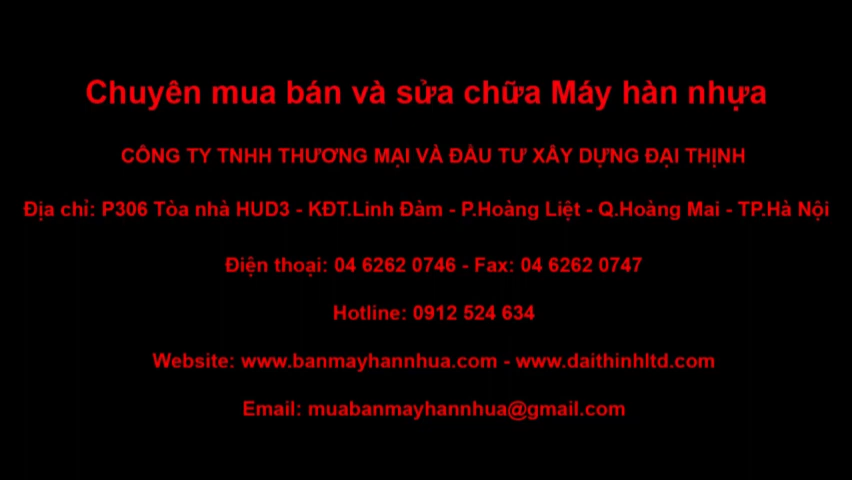 Chuyên mua bán và sửa chữa Máy hàn nhựa
CÔNG TY TNHH THƯƠNG MẠI VÀ ĐẦU TƯ XÂY DỰNG ĐẠI THỊNH
Địa chỉ: P306 Tòa nhà HUD3 - KĐT.Linh Đàm - P.Hoàng Liệt - Q.Hoàng Mai - TP.Hà Nội
Điện thoại: 04 6262 0746 - Fax: 04 6262 0747
Hotline: 0912 524 634
Website: www.banmayhannhua.com - www.daithinhltd.com
Email: muabanmayhannhua@gmail.com